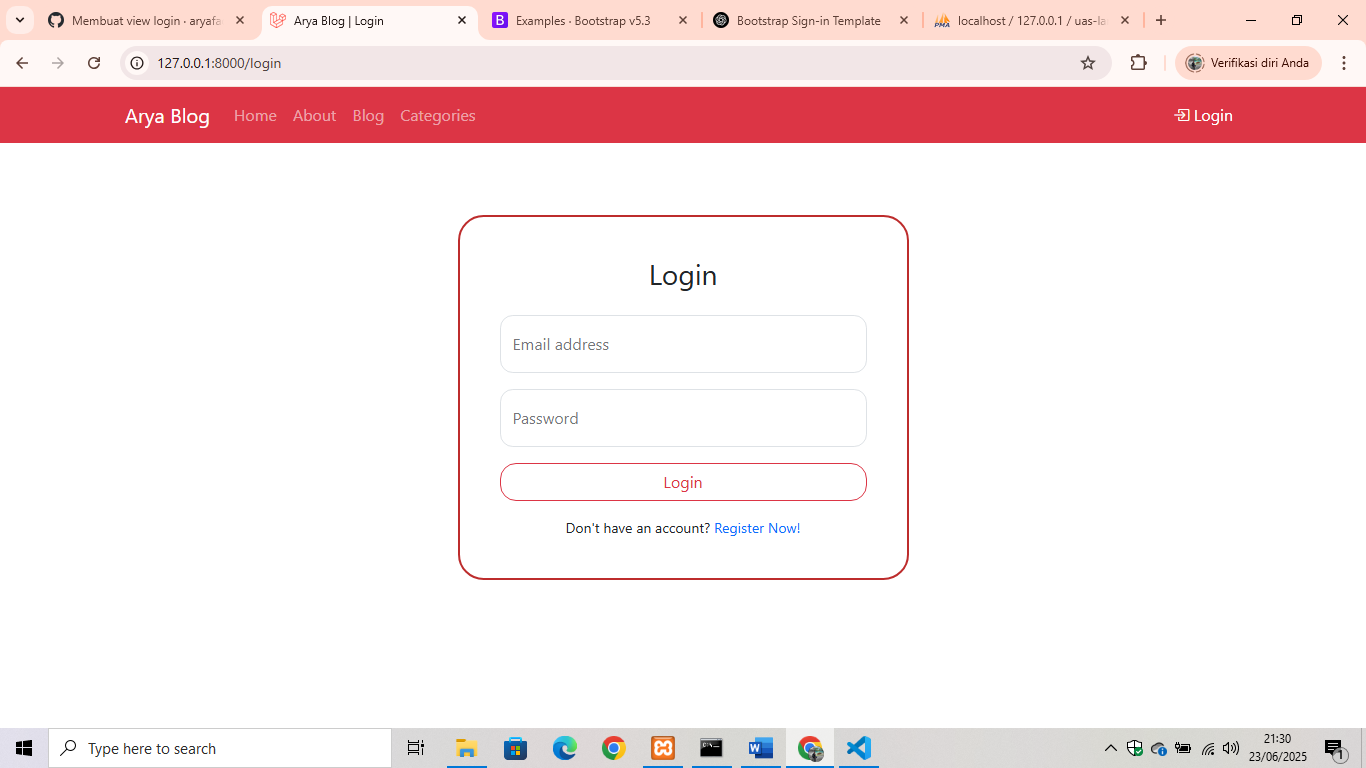 Membuat view login · aryafa
Arya Blog | Login
Examples · Bootstrap v5.3
Bootstrap Sign-in Template
PMA
localhost / 127.0.0.1 / uas-la
127.0.0.1:8000/login
Verifikasi diri Anda
Arya Blog
Home
About
Blog
Categories
Login
Login
Email address
Password
Login
Don't have an account? Register Now!
Type here to search
21:30
23/06/2025
1